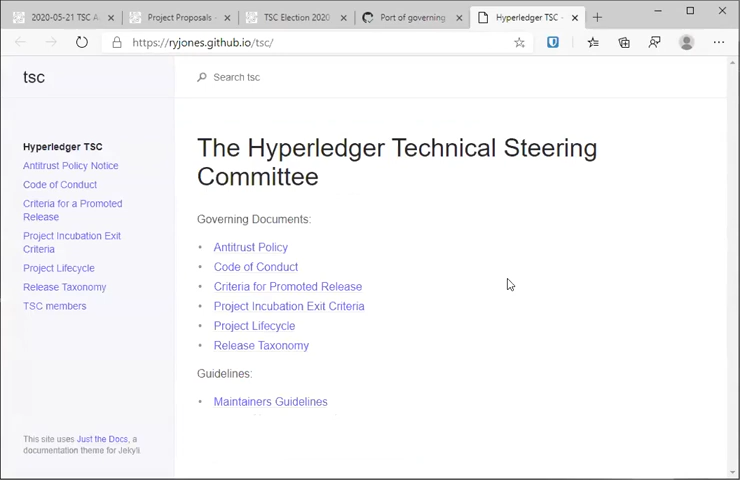 2020-05-21 TSC A
Project Proposals -
TSC Election 2020
Port of governing
Hyperledger TSC -
https://ryjones.github.io/tsc/
tsc
Search tsc
Hyperledger TSC
Antitrust Policy Notice
Code of Conduct
Criteria for a Promoted
Release
Project Incubation Exit
Criteria
Project Lifecycle
Release Taxonomy
TSC members
The Hyperledger Technical Steering
Committee
Governing Documents:
• Antitrust Policy
• Code of Conduct
• Criteria for Promoted Release
• Project Incubation Exit Criteria
• Project Lifecycle
• Release Taxonomy
Guidelines:
• Maintainers Guidelines
This site uses Just the Docs, a
documentation theme for Jekyll.